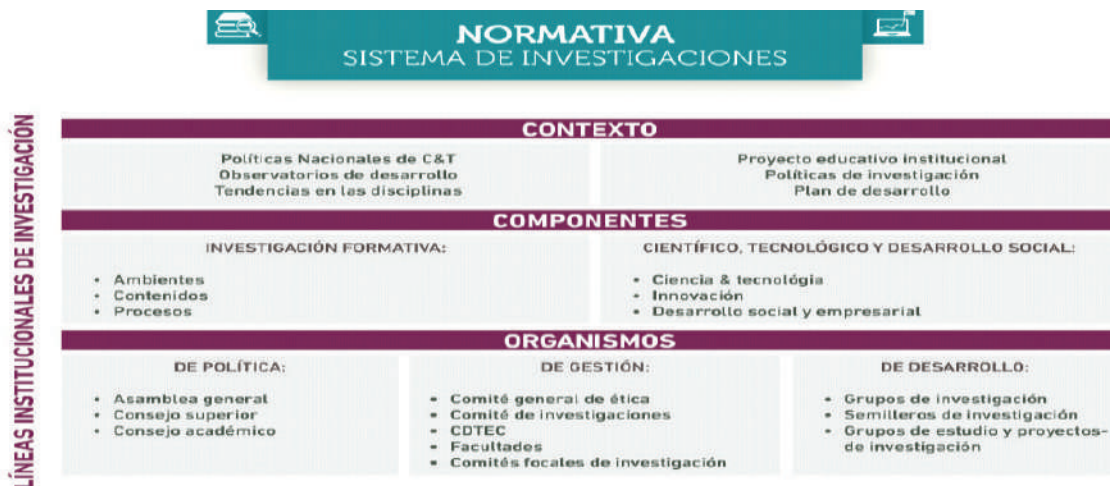 NORMATIVA
SISTEMA DE INVESTIGACIONES
LÍNEAS INSTITUCIONALES DE INVESTIGACIÓN
CONTEXTO
Políticas Nacionales de C&T
Observatorios de desarrollo
Tendencias en las disciplinas
Proyecto educativo institucional
Políticas de investigación
Plan de desarrollo
COMPONENTES
INVESTIGACIÓN FORMATIVA:
• Ambientes
• Contenidos
• Procesos
CIENTÍFICO, TECNOLÓGICO Y DESARROLLO SOCIAL:
• Ciencia & tecnológia
• Innovación
• Desarrollo social y empresarial
ORGANISMOS
DE POLÍTICA:
• Asamblea general
• Consejo superior
• Consejo académico
DE GESTIÓN:
• Comité general de ética
• Comité de investigaciones
• CDTEC
• Facultades
• Comités focales de investigación
DE DESARROLLO:
• Grupos de investigación
• Semilleros de investigación
• Grupos de estudio y proyectos-
de investigación